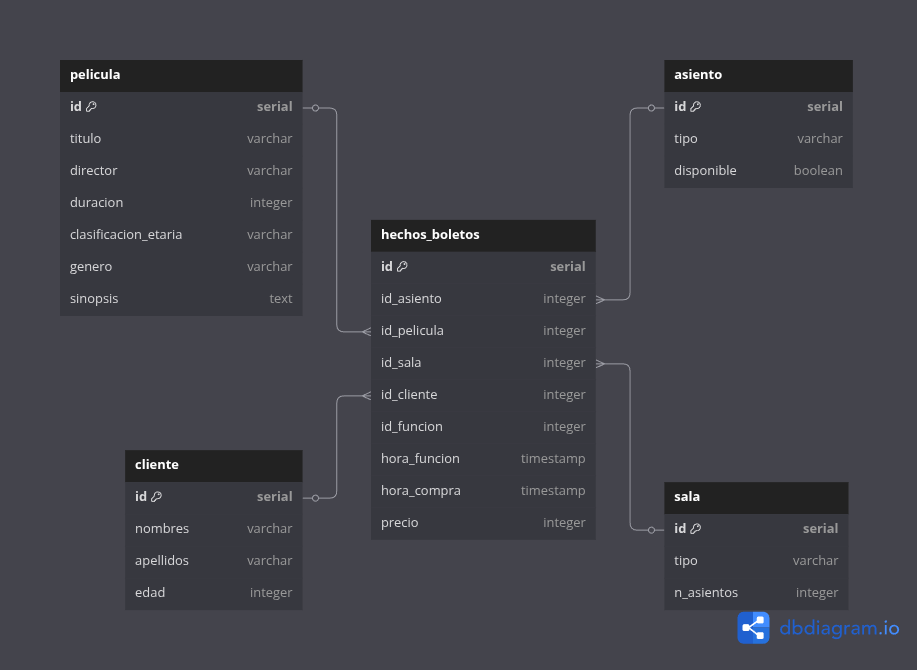 pelicula
id serial
titulo varchar
director varchar
duracion integer
clasificacion_etaria varchar
genero varchar
sinopsis text
asiento
id serial
tipo varchar
disponible boolean
hechos_boletos
id serial
id_asiento integer
id_pelicula integer
id_sala integer
id_cliente integer
id_funcion integer
hora_funcion timestamp
hora_compra timestamp
precio integer
cliente
id serial
nombres varchar
apellidos varchar
edad integer
sala
id serial
tipo varchar
n_asientos integer
dbdiagram.io